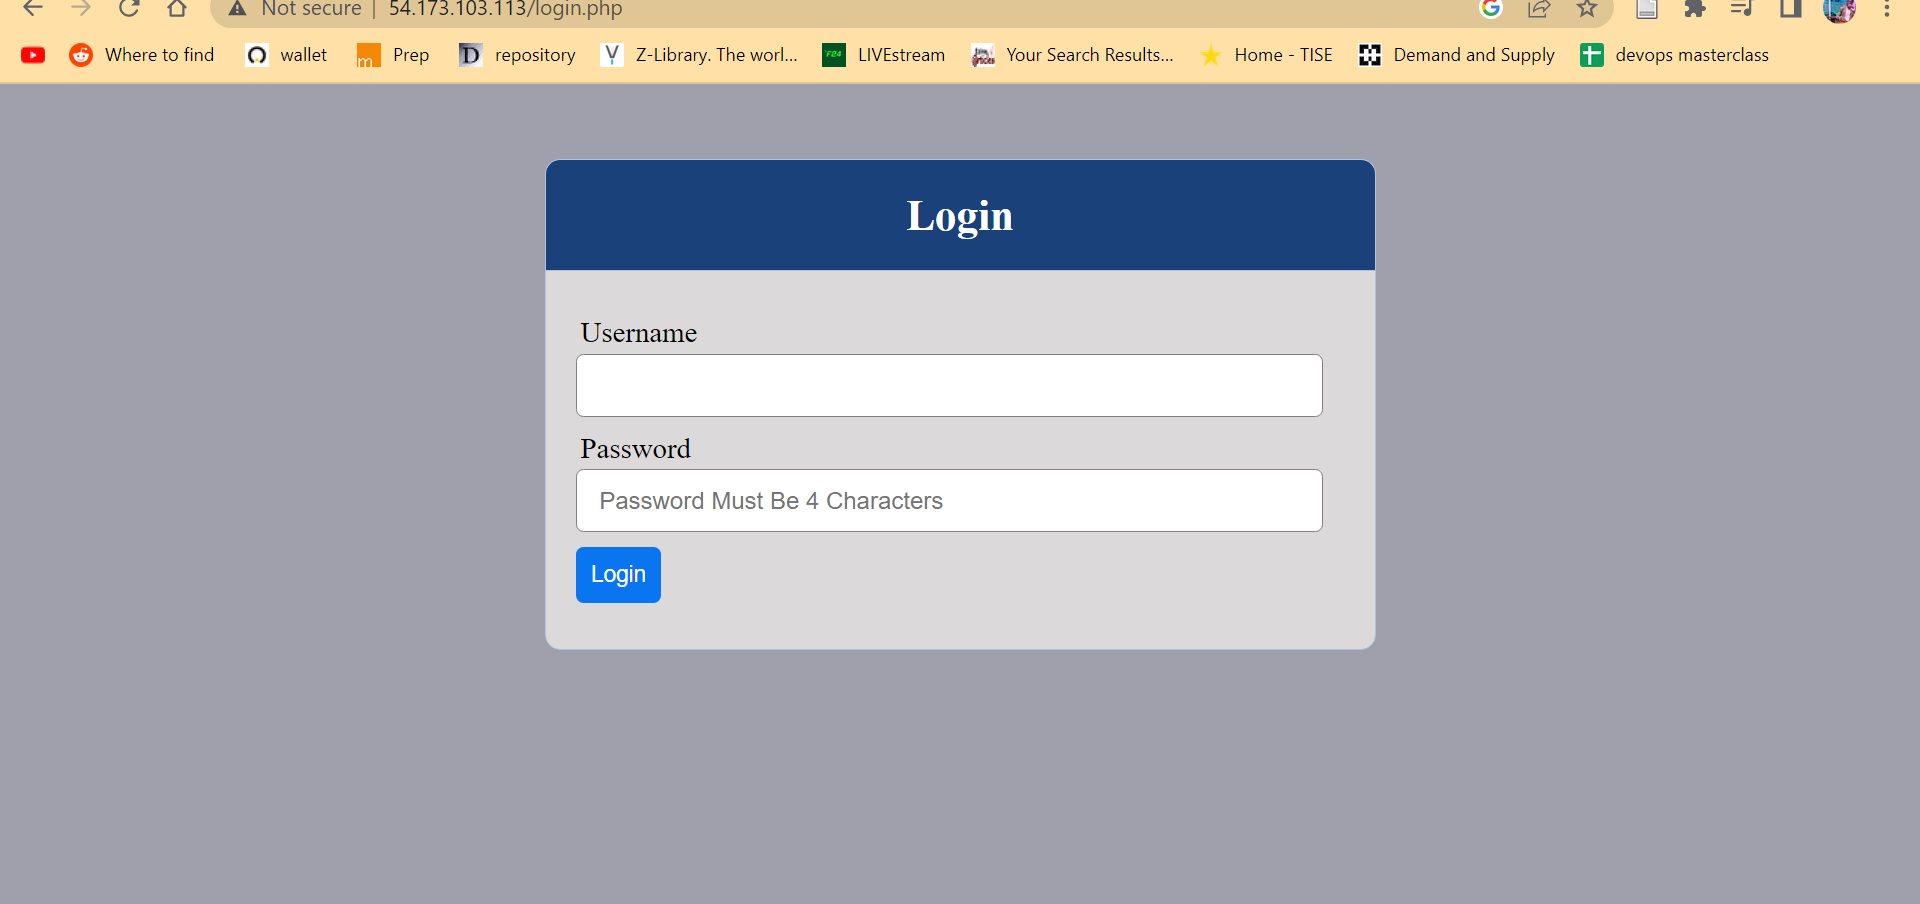 Not secure | 54.173.103.113/login.php
Where to find wallet Prep repository Z-Library. The worl... LIVEstream Your Search Results... Home - TISE Demand and Supply devops masterclass
Login
Username
Password
Password Must Be 4 Characters
Login